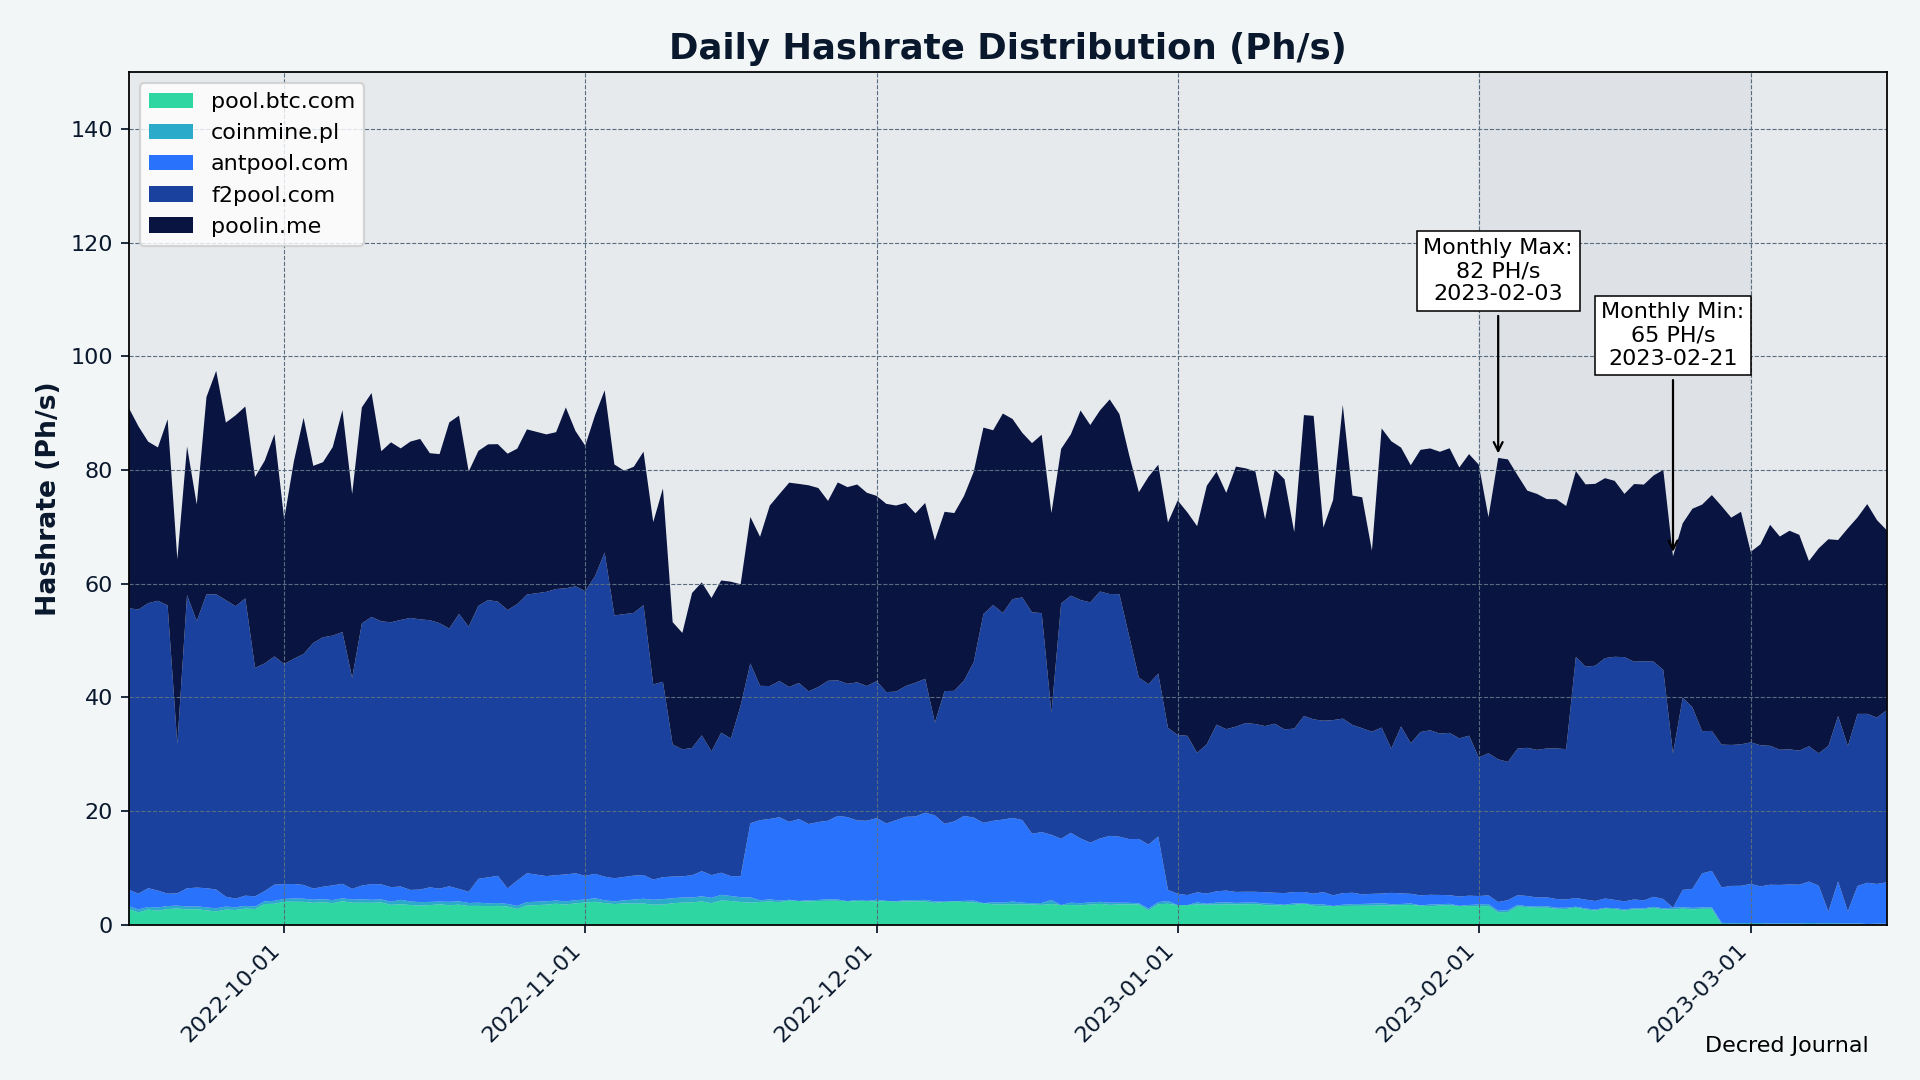 Daily Hashrate Distribution (Ph/s)
Hashrate (Ph/s)
140
120
100
80
60
40
20
0
pool.btc.com
coinmine.pl
antpool.com
f2pool.com
poolin.me
Monthly Max:
82 PH/s
2023-02-03
Monthly Min:
65 PH/s
2023-02-21
2022-10-01
2022-11-01
2022-12-01
2023-01-01
2023-02-01
2023-03-01
Decred Journal